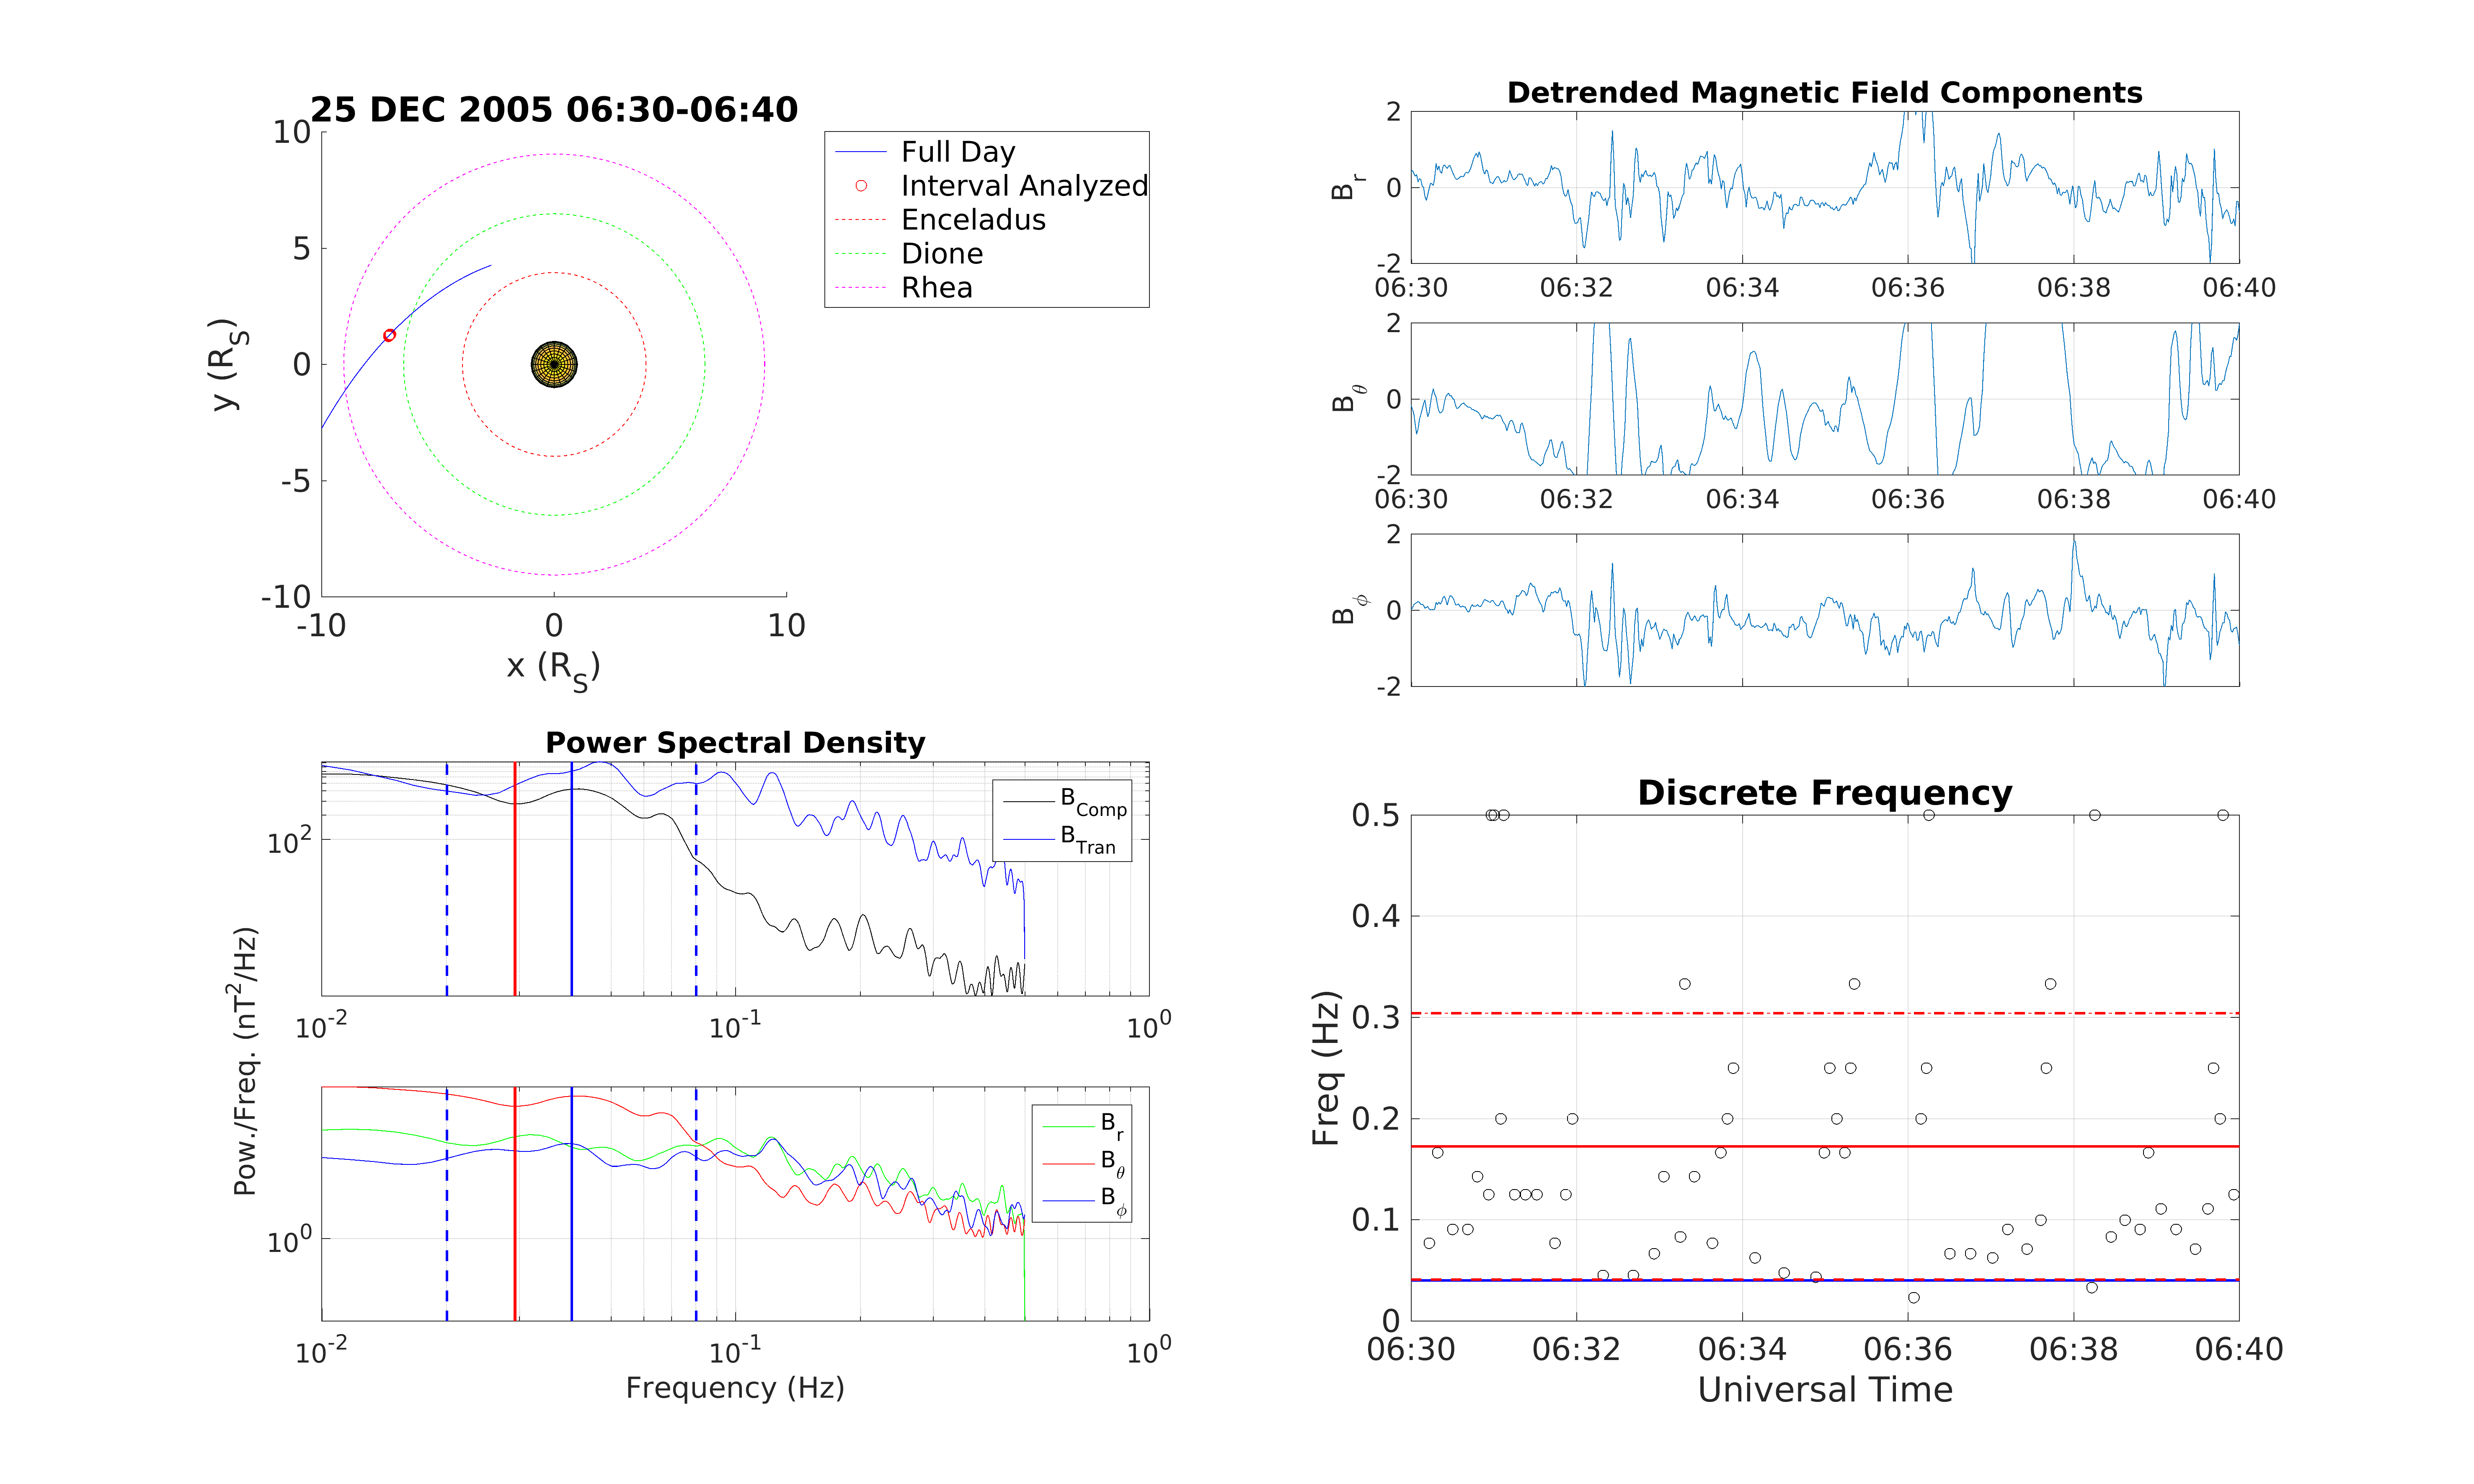 25 DEC 2005 06:30-06:40
10
5
0
-5
-10
-10
0
10
y (R_S)
x (R_S)
Full Day
Interval Analyzed
Enceladus
Dione
Rhea
Detrended Magnetic Field Components
B_r
2
0
-2
06:30 06:32 06:34 06:36 06:38 06:40
B_θ
2
0
-2
06:30 06:32 06:34 06:36 06:38 06:40
B_ϕ
2
0
-2
Power Spectral Density
10^2
B_Comp
B_Tran
10^-2 10^-1 10^0
Pow./Freq. (nT^2/Hz)
10^0
B_r
B_θ
B_ϕ
10^-2 10^-1 10^0
Frequency (Hz)
Discrete Frequency
Freq (Hz)
0.5
0.4
0.3
0.2
0.1
0
06:30 06:32 06:34 06:36 06:38 06:40
Universal Time